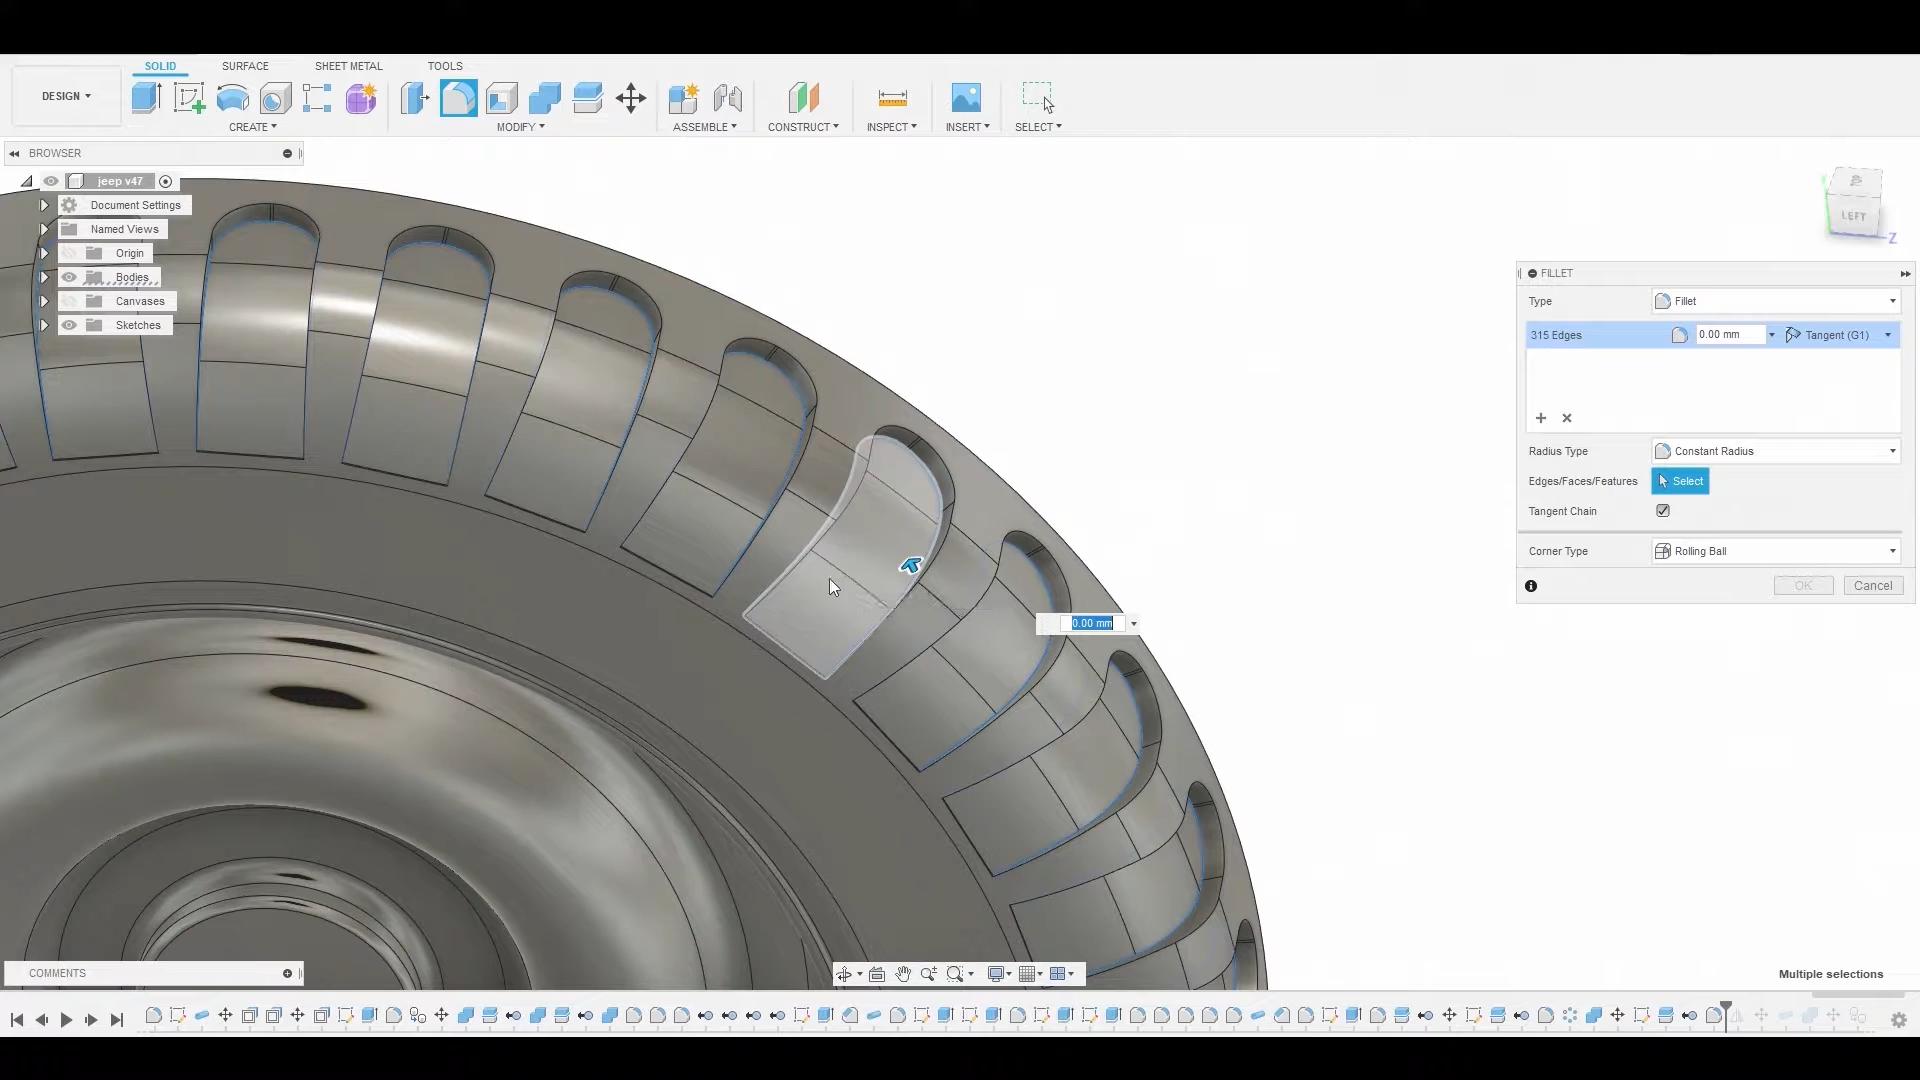 SOLID SURFACE SHEET METAL TOOLS
DESIGN
CREATE MODIFY ASSEMBLE CONSTRUCT INSPECT INSERT SELECT
BROWSER
jeep v47
Document Settings
Named Views
Origin
Bodies
Canvases
Sketches
LEFT
Z
FILLET
Type Fillet
315 Edges 0.00 mm Tangent (G1)
Radius Type Constant Radius
Edges/Faces/Features Select
Tangent Chain
Corner Type Rolling Ball
OK Cancel
0.00 mm
COMMENTS
Multiple selections